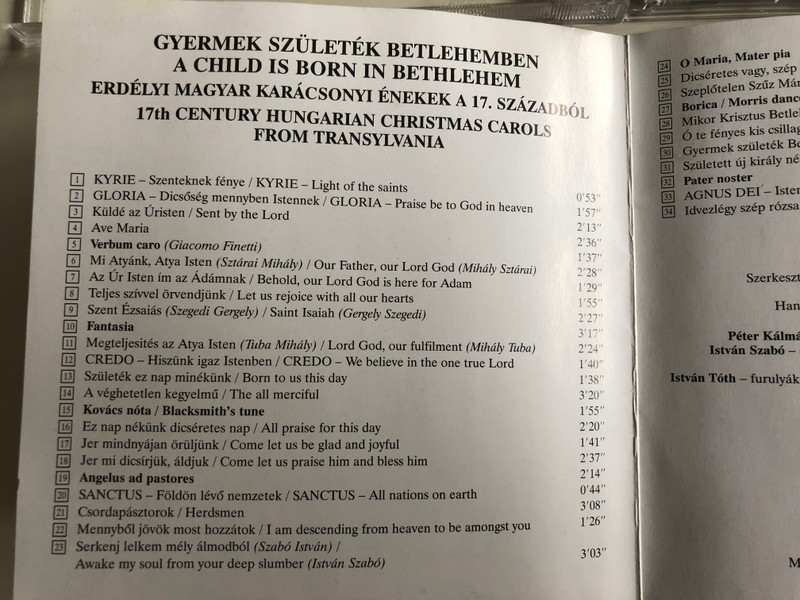 GYERMEK SZÜLETÉK BETLEHEMBEN
A CHILD IS BORN IN BETHLEHEM
ERDÉLYI MAGYAR KARÁCSONYI ÉNEKEK A 17. SZÁZADBÓL
17th CENTURY HUNGARIAN CHRISTMAS CAROLS
FROM TRANSYLVANIA
1 KYRIE – Szenteknek fénye / KYRIE – Light of the saints 0'53"
2 GLORIA – Dicsőség mennyben Istennek / GLORIA – Praise be to God in heaven 1'57"
3 Küldé az Úristen / Sent by the Lord 2'13"
4 Ave Maria 2'36"
5 Verbum caro (Giacomo Finetti) 1'37"
6 Mi Atyánk, Atya Isten (Sztárai Mihály) / Our Father, our Lord God (Mihály Sztárai) 2'28"
7 Az Úr Isten ím az Ádámnak / Behold, our Lord God is here for Adam 1'29"
8 Teljes szívvel örvendjünk / Let us rejoice with all our hearts 1'55"
9 Szent Ézsaiás (Szegedi Gergely) / Saint Isaiah (Gergely Szegedi) 2'27"
10 Fantasia 3'17"
11 Megteljesités az Atya Isten (Tuba Mihály) / Lord God, our fulfilment (Mihály Tuba) 2'24"
12 CREDO – Hiszünk igaz Istenben / CREDO – We believe in the one true Lord 1'40"
13 Születék ez nap minékünk / Born to us this day 1'38"
14 A véghetetlen kegyelmű / The all merciful 3'20"
15 Kovács nóta / Blacksmith's tune 1'55"
16 Ez nap nékünk dicséretes nap / All praise for this day 2'20"
17 Jer mindnyájan örüljünk / Come let us be glad and joyful 1'41"
18 Jer mi dicsírjük, áldjuk / Come let us praise him and bless him 2'37"
19 Angelus ad pastores 2'14"
20 SANCTUS – Földön lévő nemzetek / SANCTUS – All nations on earth 0'44"
21 Csordapásztorok / Herdsmen 3'08"
22 Mennyből jövök most hozzátok / I am descending from heaven to be amongst you 1'26"
23 Serkenj lelkem mély álmodból (Szabó István) /
Awake my soul from your deep slumber (István Szabó) 3'03"
24 O Maria, Mater pia
25 Dicséretes vagy, szép
26 Szeplőtelen Szűz Már
27 Borica / Morris danc
28 Mikor Krisztus Betle
29 Ó te fényes kis csillag
30 Gyermek születék Be
31 Született új király né
32 Pater noster
33 AGNUS DEI – Isten
34 Idvezlégy szép rózsa
Szerkeszt
Han
Péter Kálmá
István Szabó –
István Tóth – furulyák
M